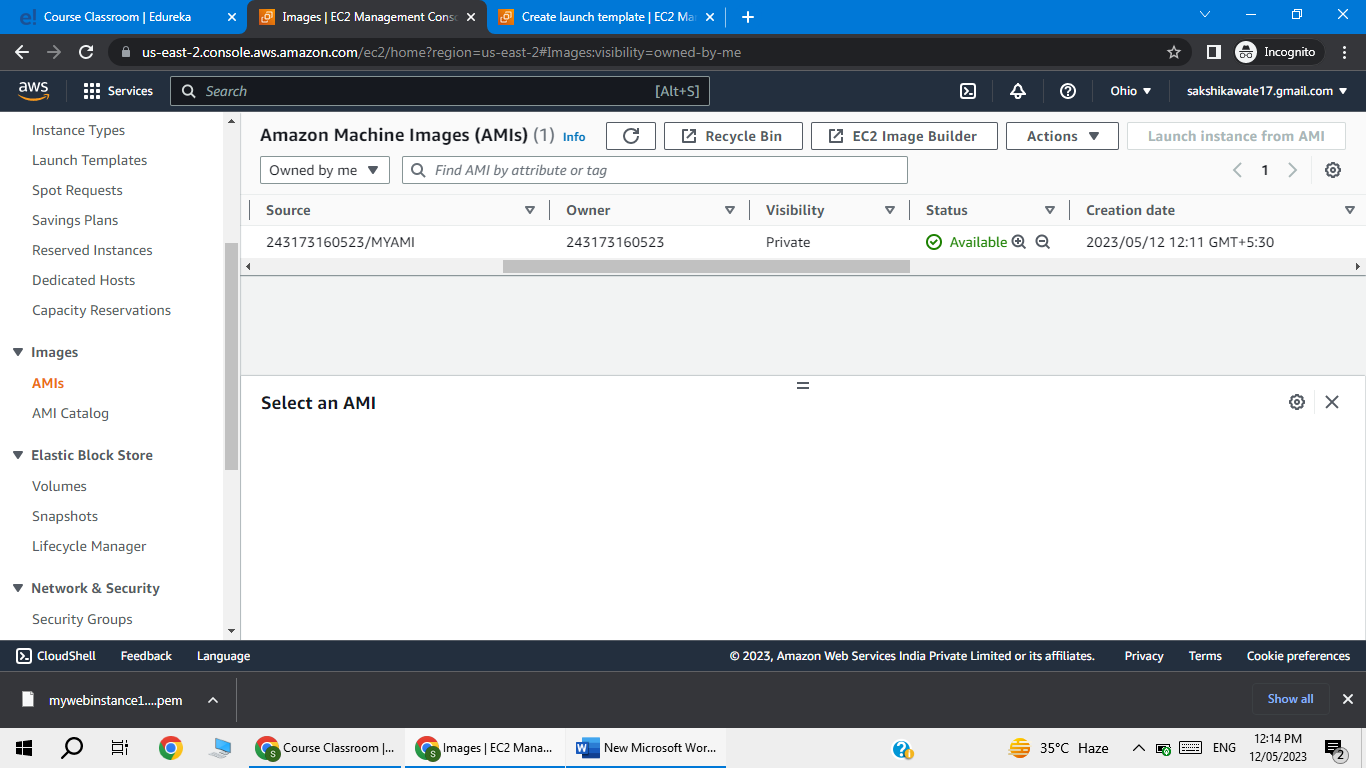 e! Course Classroom | Edureka
Images | EC2 Management Conso
Create launch template | EC2 Ma
us-east-2.console.aws.amazon.com/ec2/home?region=us-east-2#Images:visibility=owned-by-me
Incognito
aws
Services
Search
[Alt+S]
Ohio
sakshikawale17.gmail.com
Instance Types
Launch Templates
Spot Requests
Savings Plans
Reserved Instances
Dedicated Hosts
Capacity Reservations
Images
AMIs
AMI Catalog
Elastic Block Store
Volumes
Snapshots
Lifecycle Manager
Network & Security
Security Groups
Amazon Machine Images (AMIs) (1) Info
Recycle Bin
EC2 Image Builder
Actions
Launch instance from AMI
Owned by me
Find AMI by attribute or tag
1
Source Owner Visibility Status Creation date
243173160523/MYAMI 243173160523 Private Available 2023/05/12 12:11 GMT+5:30
Select an AMI
CloudShell Feedback Language
© 2023, Amazon Web Services India Private Limited or its affiliates. Privacy Terms Cookie preferences
mywebinstance1....pem
Show all
Course Classroom |...
Images | EC2 Mana...
New Microsoft Wor...
35°C Haze
ENG
12:14 PM
12/05/2023
2